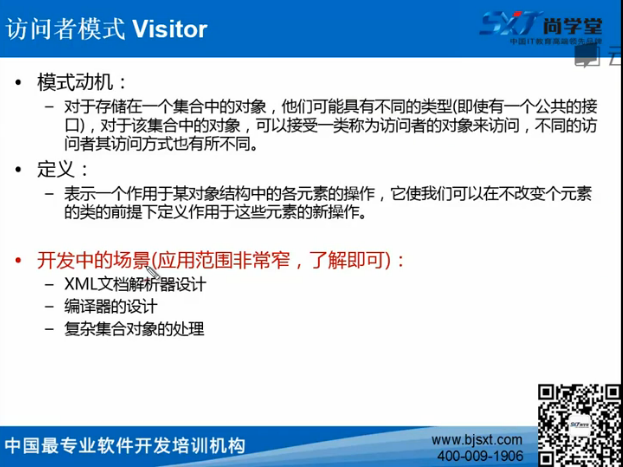 访问者模式 Visitor
SXT 尚学堂
中国IT教育高端领先品牌
云
• 模式动机：
– 对于存储在一个集合中的对象，他们可能具有不同的类型(即使有一个公共的接
口)，对于该集合中的对象，可以接受一类称为访问者的对象来访问，不同的访
问者其访问方式也有所不同。
• 定义：
– 表示一个作用于某对象结构中的各元素的操作，它使我们可以在不改变个元素
的类的前提下定义作用于这些元素的新操作。
• 开发中的场景(应用范围非常窄，了解即可)：
– XML文档解析器设计
– 编译器的设计
– 复杂集合对象的处理
中国最专业软件开发培训机构
www.bjsxt.com
400-009-1906